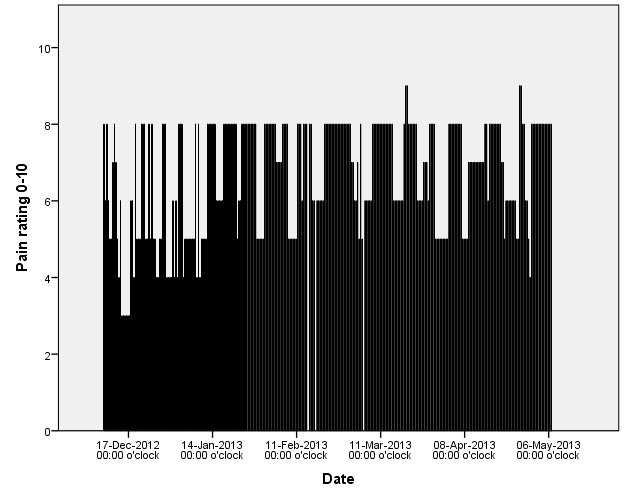 10
8
6
4
2
0
Pain rating 0-10
17-Dec-2012 14-Jan-2013 11-Feb-2013 11-Mar-2013 08-Apr-2013 06-May-2013
00:00 o'clock 00:00 o'clock 00:00 o'clock 00:00 o'clock 00:00 o'clock 00:00 o'clock
Date